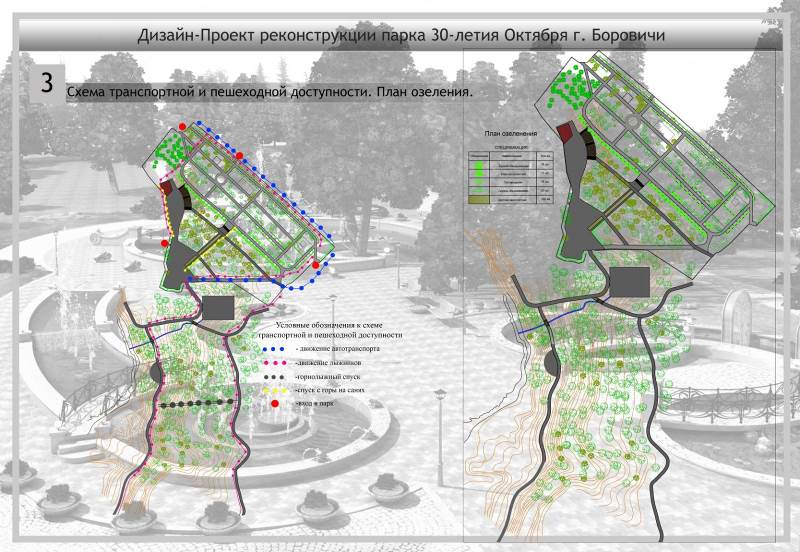 Дизайн-Проект реконструкции парка 30-летия Октября г. Боровичи
3
Схема транспортной и пешеходной доступности. План озеления.
План озеленения
Условные обозначения к схеме
транспортной и пешеходной доступности
- движение автотранспорта
-движение лыжников
-горнолыжный спуск
-спуск с горы на санях
-вход в парк